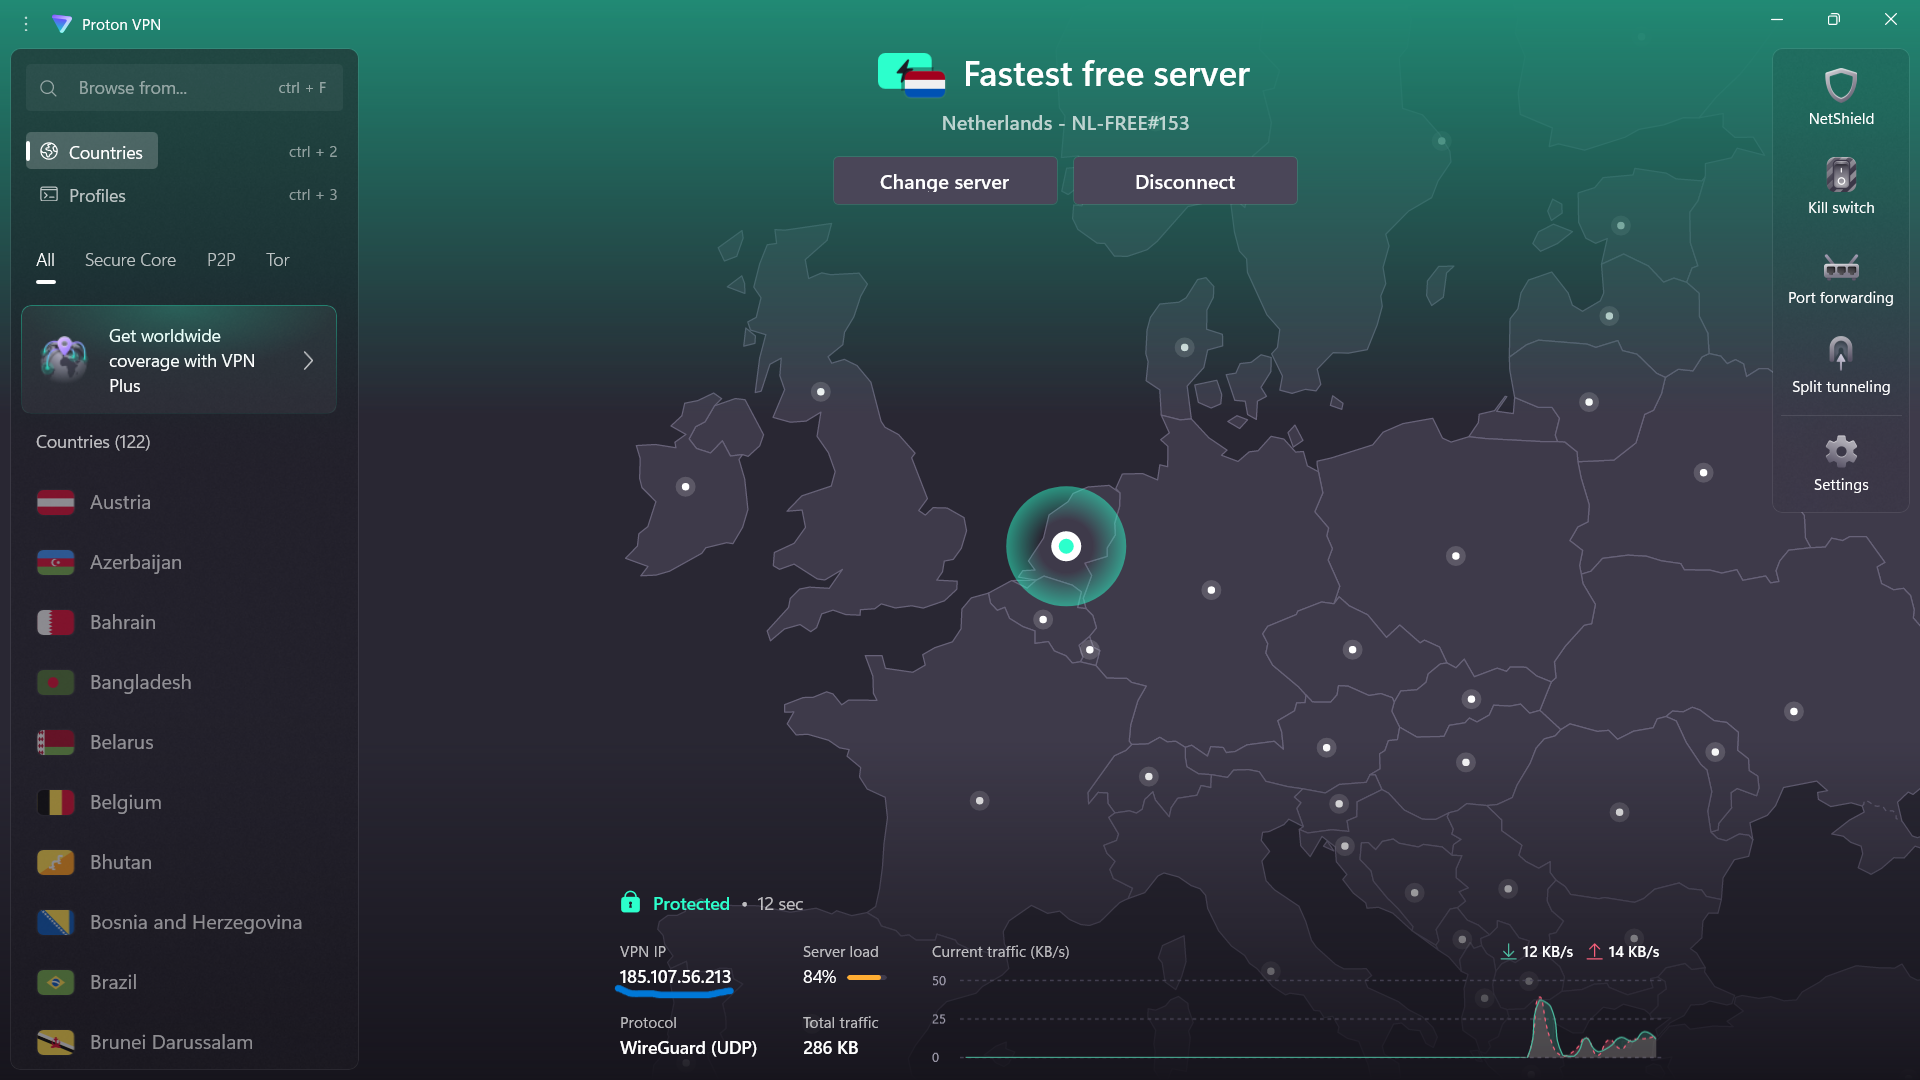 Proton VPN
Browse from...
ctrl + F
Countries
ctrl + 2
Profiles
ctrl + 3
All
Secure Core
P2P
Tor
Get worldwide
coverage with VPN
Plus
Countries (122)
Austria
Azerbaijan
Bahrain
Bangladesh
Belarus
Belgium
Bhutan
Bosnia and Herzegovina
Brazil
Brunei Darussalam
Fastest free server
Netherlands - NL-FREE#153
Change server
Disconnect
Protected • 12 sec
VPN IP
185.107.56.213
Server load
84%
Protocol
WireGuard (UDP)
Total traffic
286 KB
Current traffic (KB/s)
12 KB/s
14 KB/s
50
25
0
NetShield
Kill switch
Port forwarding
Split tunneling
Settings